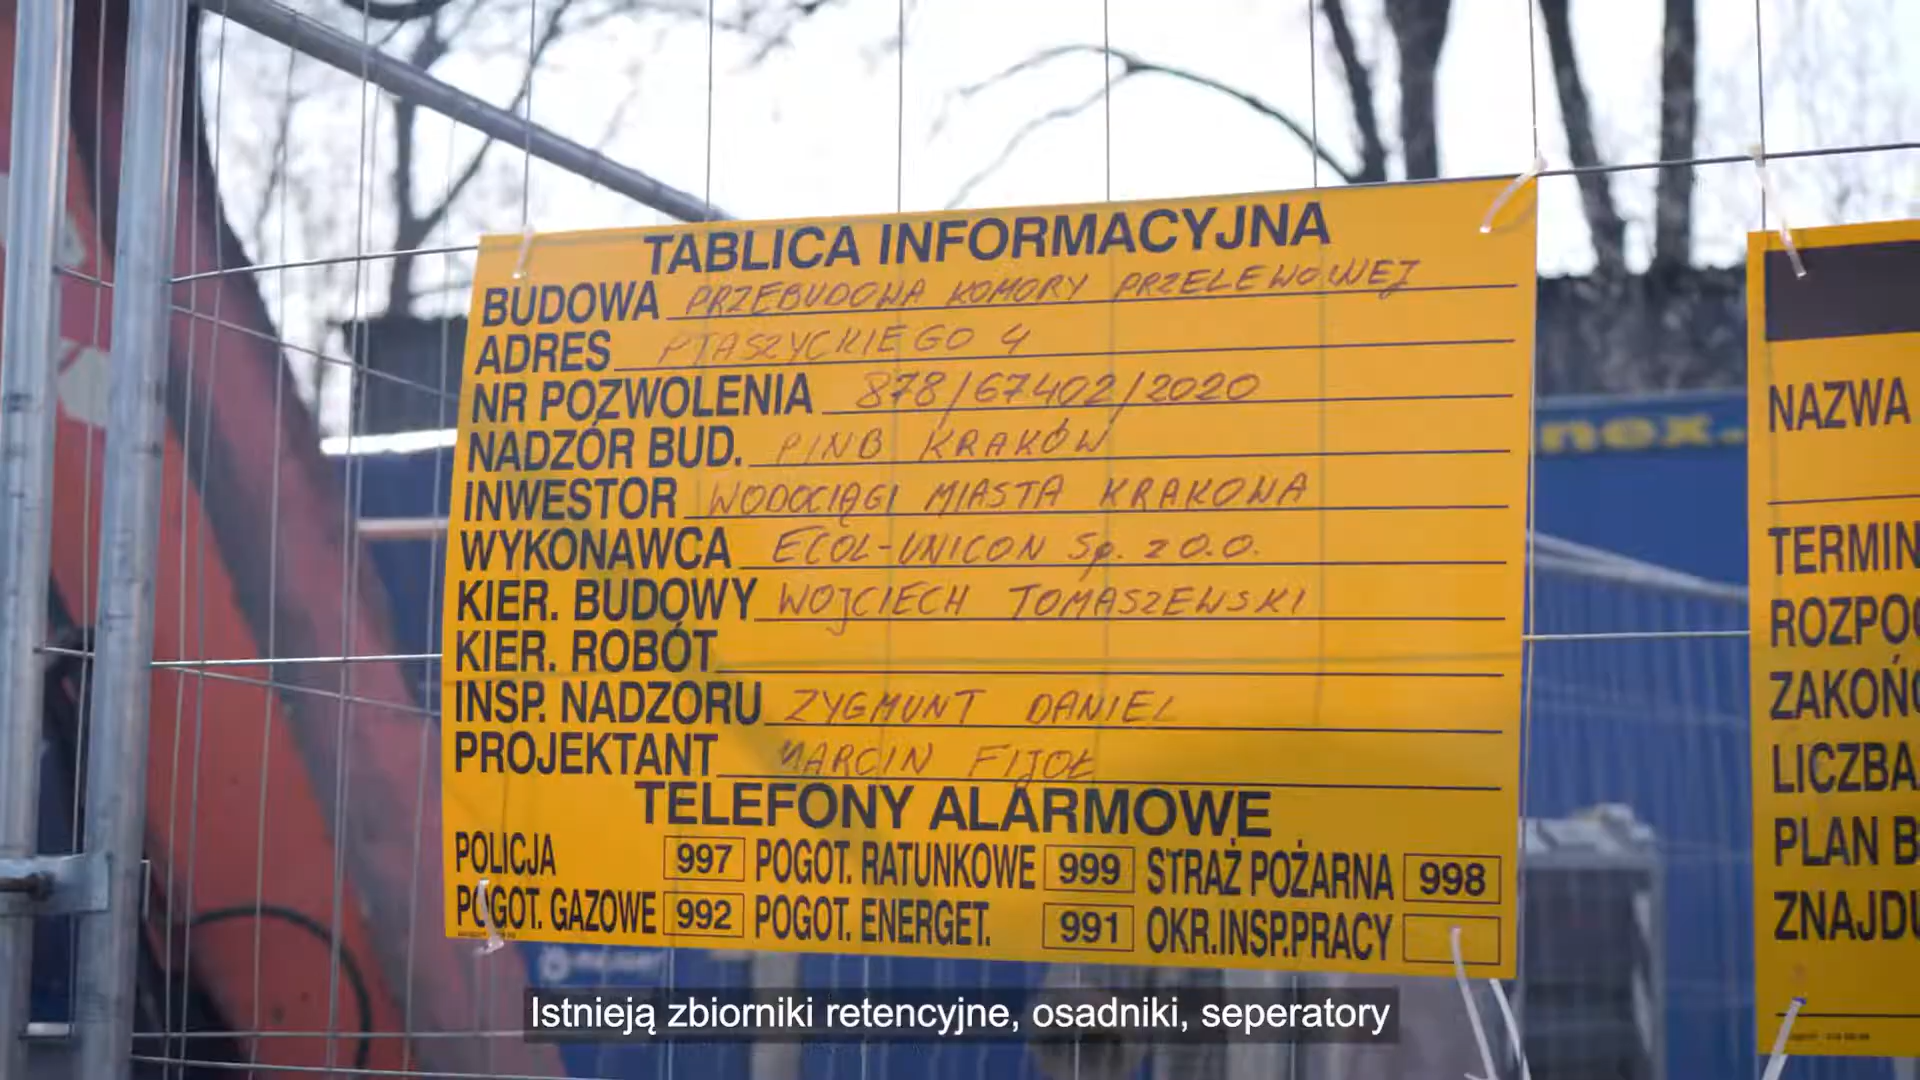 TABLICA INFORMACYJNA
BUDOWA PRZEBUDOWA KOMORY PRZELEWOWEJ
ADRES PTASZYCKIEGO 4
NR POZWOLENIA 878/67402/2020
NADZÓR BUD. PINB KRAKÓW
INWESTOR WODOCIĄGI MIASTA KRAKOWA
WYKONAWCA ECOL-UNICON Sp. z o.o.
KIER. BUDOWY WOJCIECH TOMASZEWSKI
KIER. ROBÓT
INSP. NADZORU ZYGMUNT DANIEL
PROJEKTANT MARCIN FIJOŁ
TELEFONY ALARMOWE
POLICJA 997 POGOT. RATUNKOWE 999 STRAŻ POŻARNA 998
POGOT. GAZOWE 992 POGOT. ENERGET. 991 OKR.INSP.PRACY
nex.
NAZWA
TERMIN
ROZPO
ZAKOŃ
LICZBA
PLAN B
ZNAJDU
Istnieją zbiorniki retencyjne, osadniki, seperatory